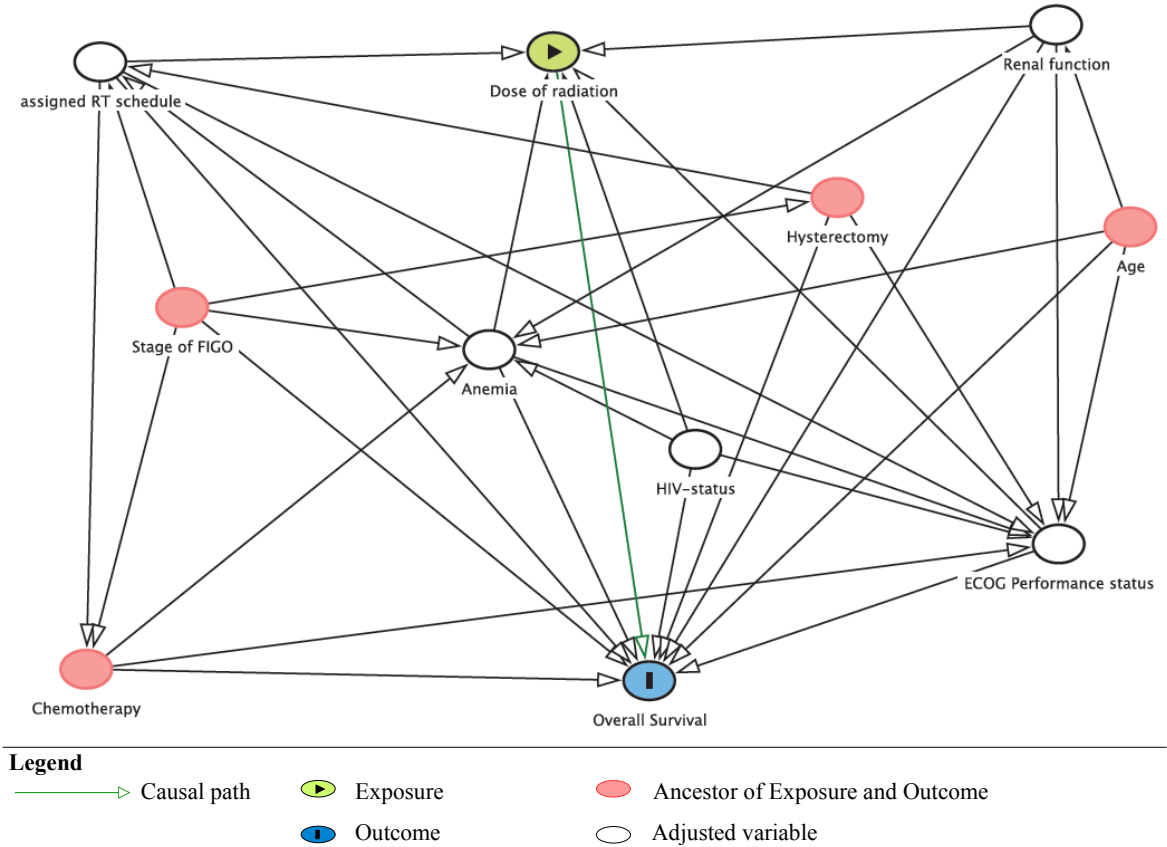 Renal function
Dose of radiation
assigned RT schedule
Hysterectomy
Age
Stage of FIGO
Anemia
HIV-status
ECOG Performance status
Chemotherapy
Overall Survival
Legend
Causal path
Exposure
Ancestor of Exposure and Outcome
Outcome
Adjusted variable